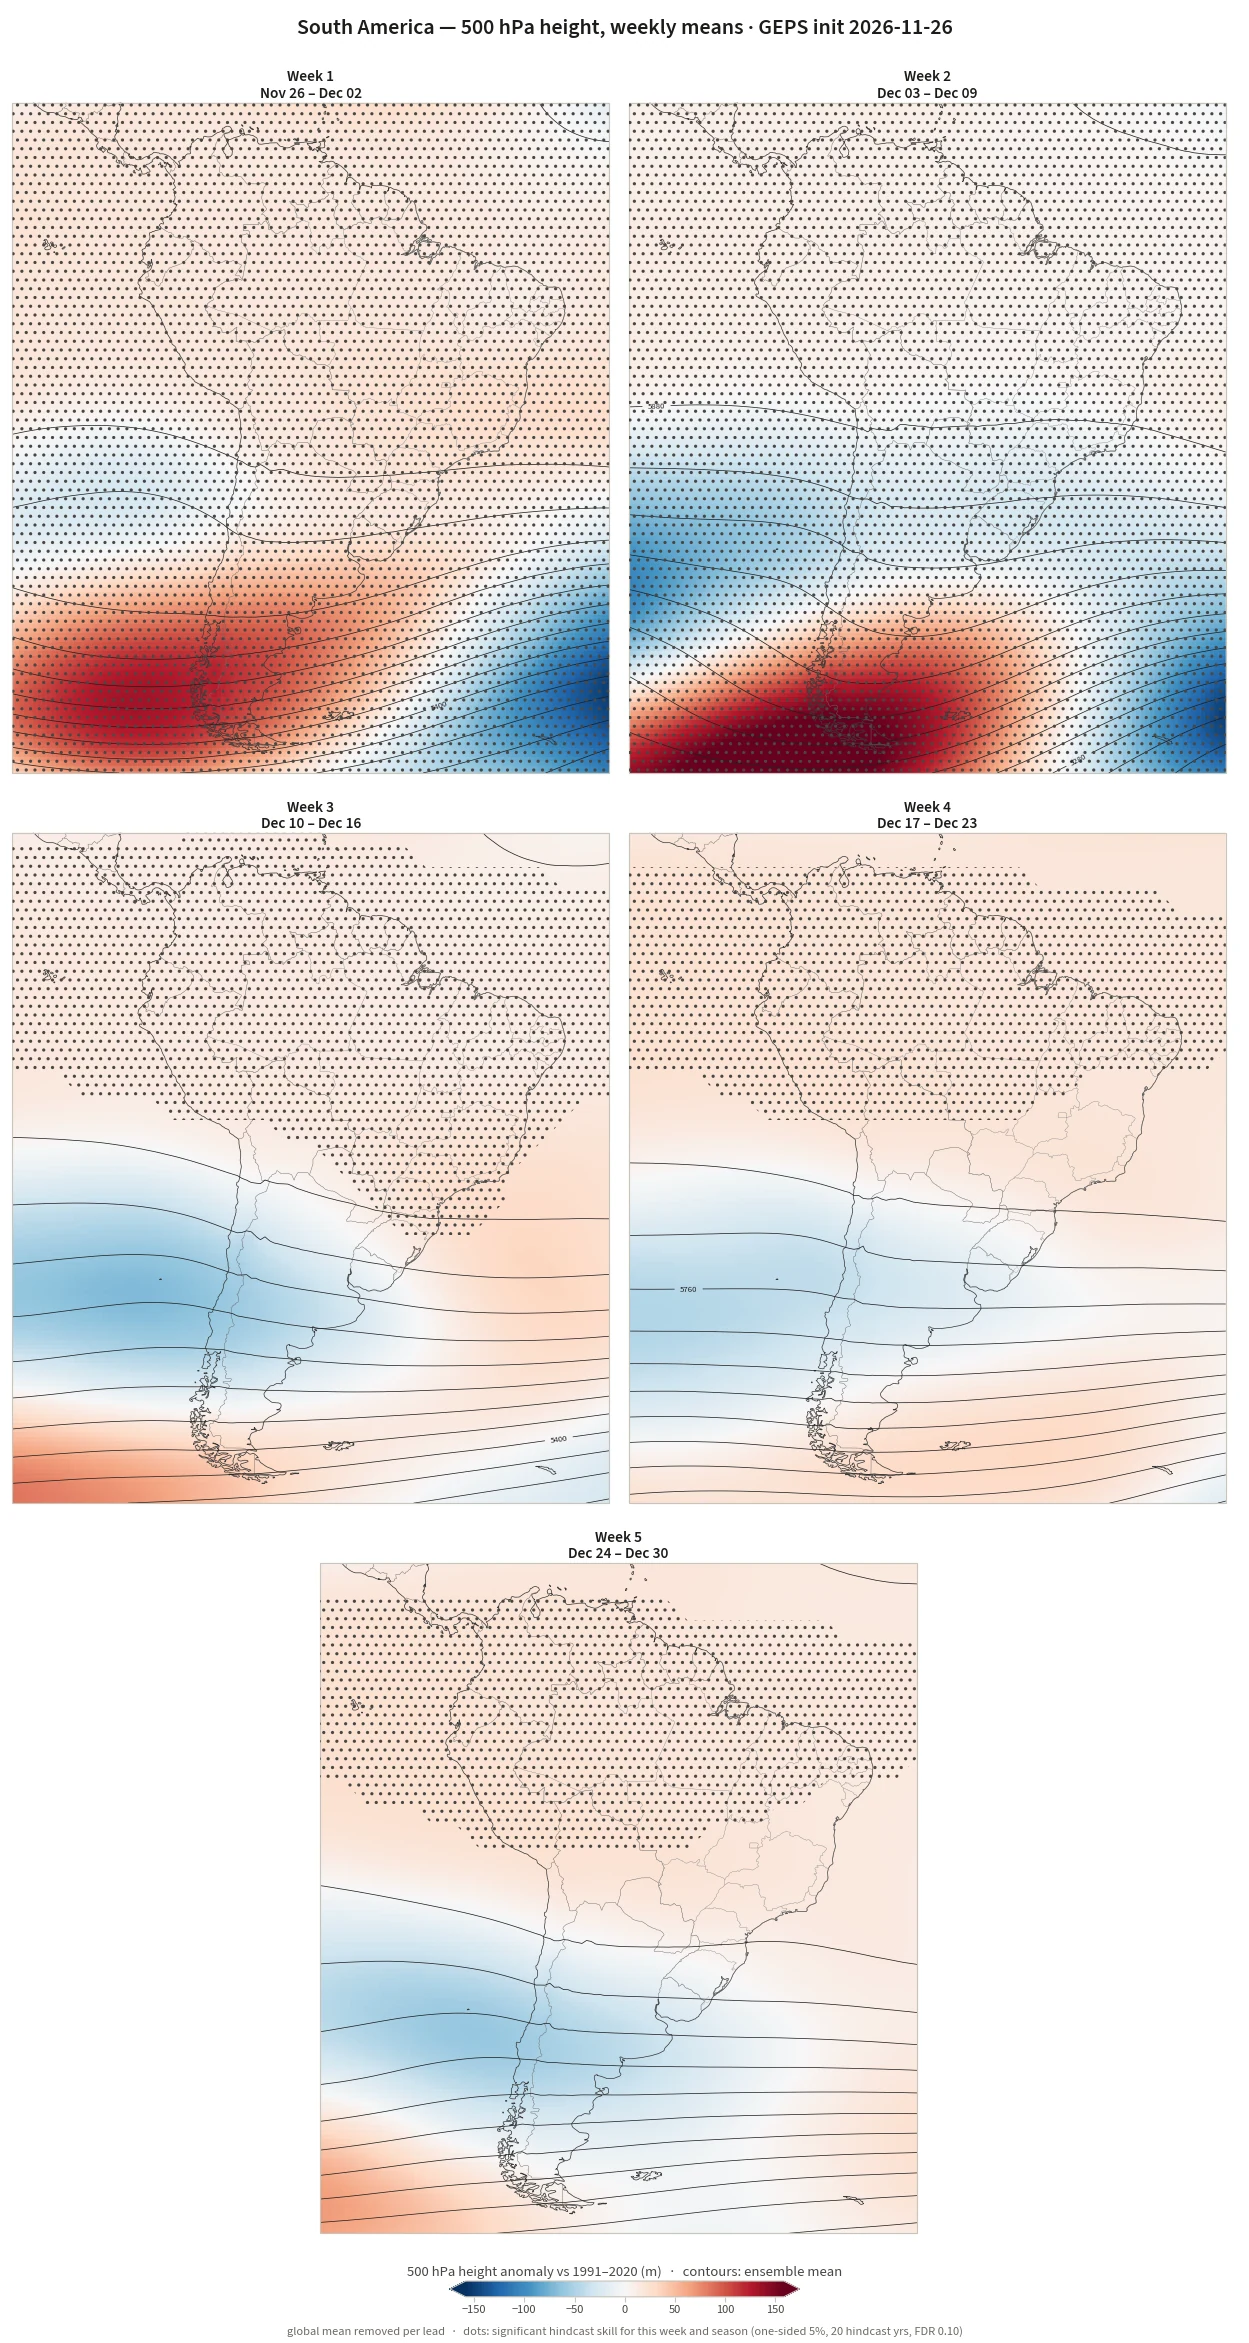 South America — 500 hPa height, weekly means · GEPS init 2026-11-26
Week 1
Nov 26 – Dec 02
Week 2
Dec 03 – Dec 09
5880
5400
Week 3
Dec 10 – Dec 16
Week 4
Dec 17 – Dec 23
5760
5400
Week 5
Dec 24 – Dec 30
500 hPa height anomaly vs 1991–2020 (m) · contours: ensemble mean
−150 −100 −50 0 50 100 150
global mean removed per lead · dots: significant hindcast skill for this week and season (one-sided 5%, 20 hindcast yrs, FDR 0.10)